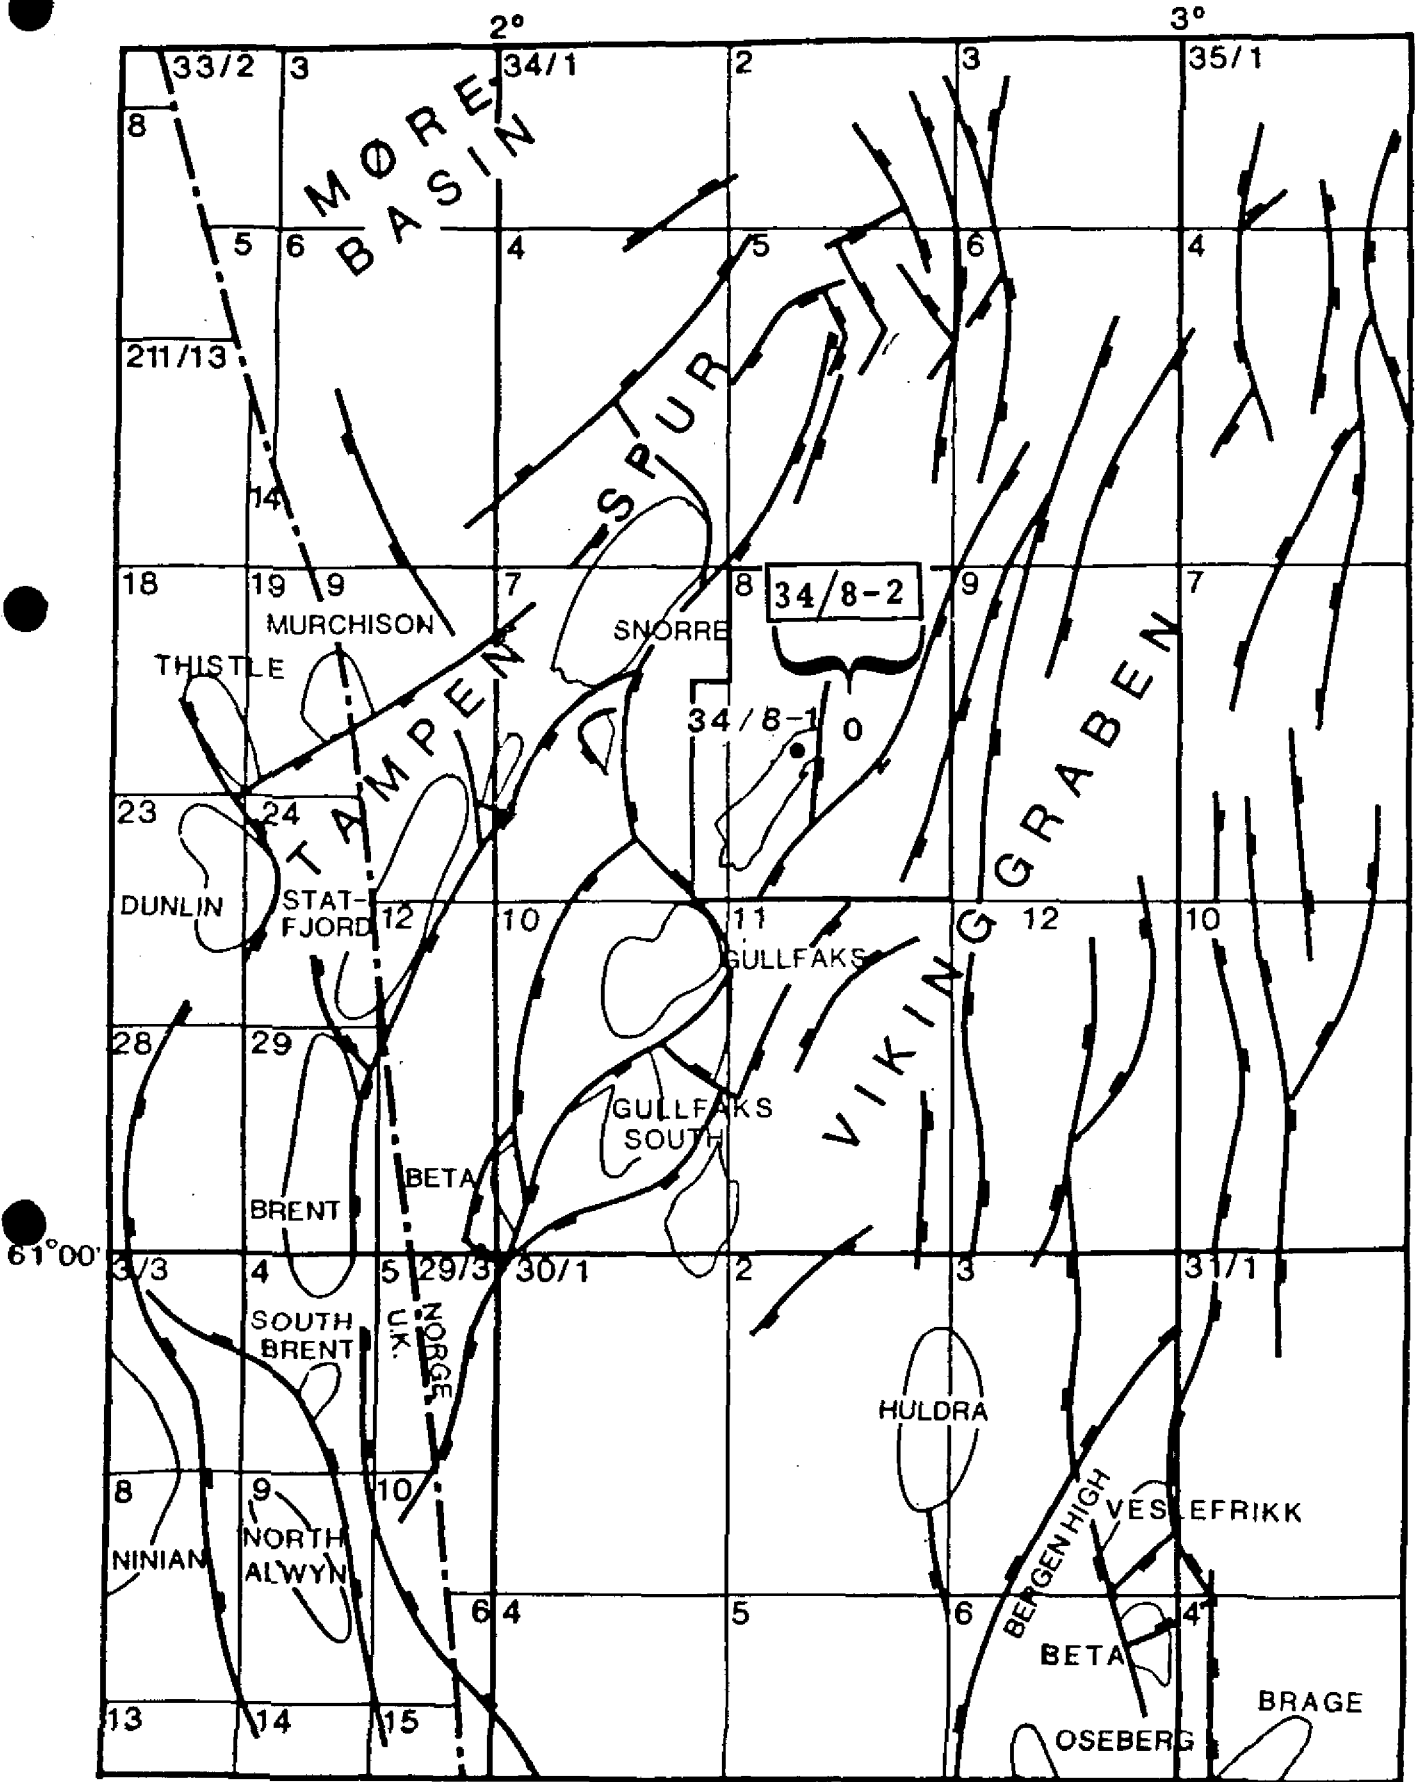 2°
3°
33/2
3
34/1
2
3
35/1
8
MØRE
BASIN
5
6
4
5
6
4
211/13
SPUR
14
18
19
9
7
8
34/8-2
9
7
MURCHISON
SNORRE
THISTLE
TAMPEN
34/8-1
0
23
24
DUNLIN
STAT-
FJORD
12
10
11
12
10
GULLFAKS
VIKING GRABEN
28
29
GULLFAKS
SOUTH
BETA
BRENT
61°00'
3/3
4
5
29/3
30/1
2
3
31/1
SOUTH
BRENT
U.K.
NORGE
HULDRA
8
9
10
BERGEN HIGH
VESLEFRIKK
NORTH
ALWYN
NINIAN
6
4
5
6
4
BETA
13
14
15
BRAGE
OSEBERG